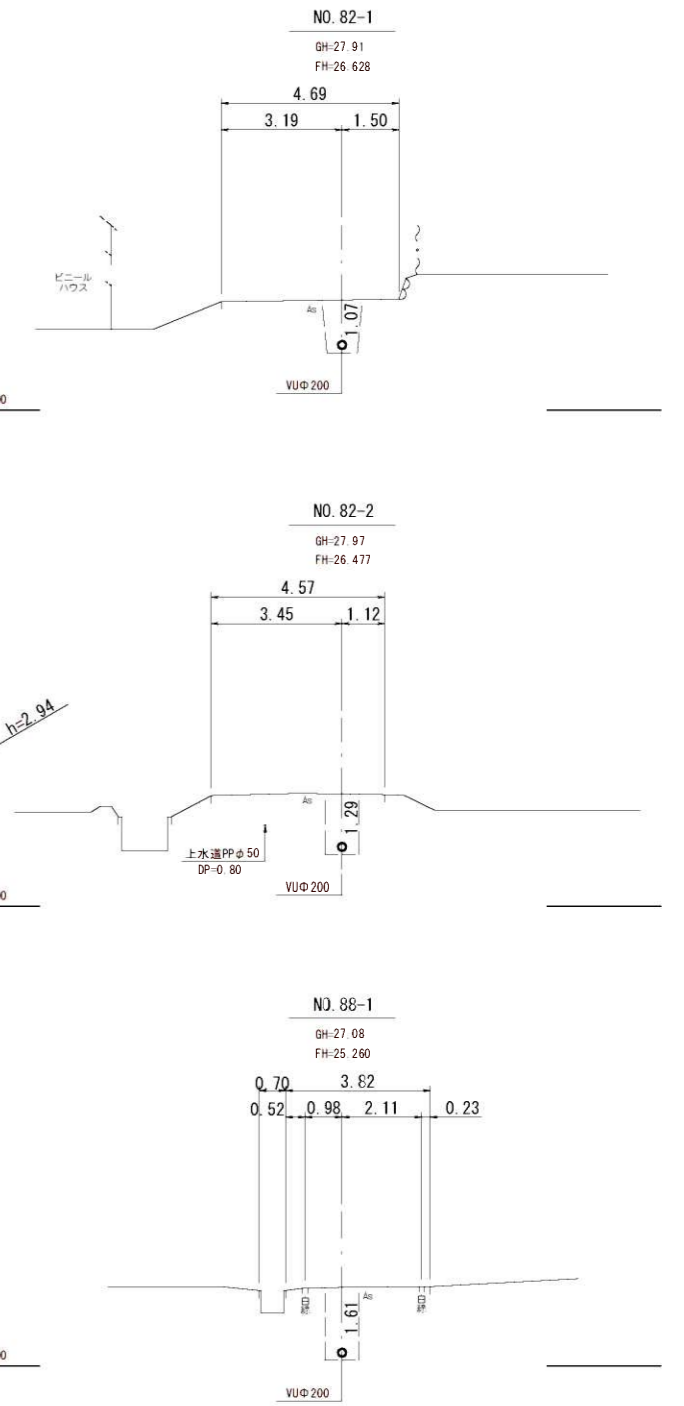 NO. 82-1
GH=27.91
FH=26.628
4.69
3.19
1.50
ビニール
ハウス
As
1.07
VUΦ200
NO. 82-2
GH=27.97
FH=26.477
4.57
3.45
1.12
h=2.94
As
1.29
上水道PPφ50
DP=0.80
VUΦ200
NO. 88-1
GH=27.08
FH=25.260
0.70
3.82
0.52
0.98
2.11
0.23
As
1.61
VUΦ200